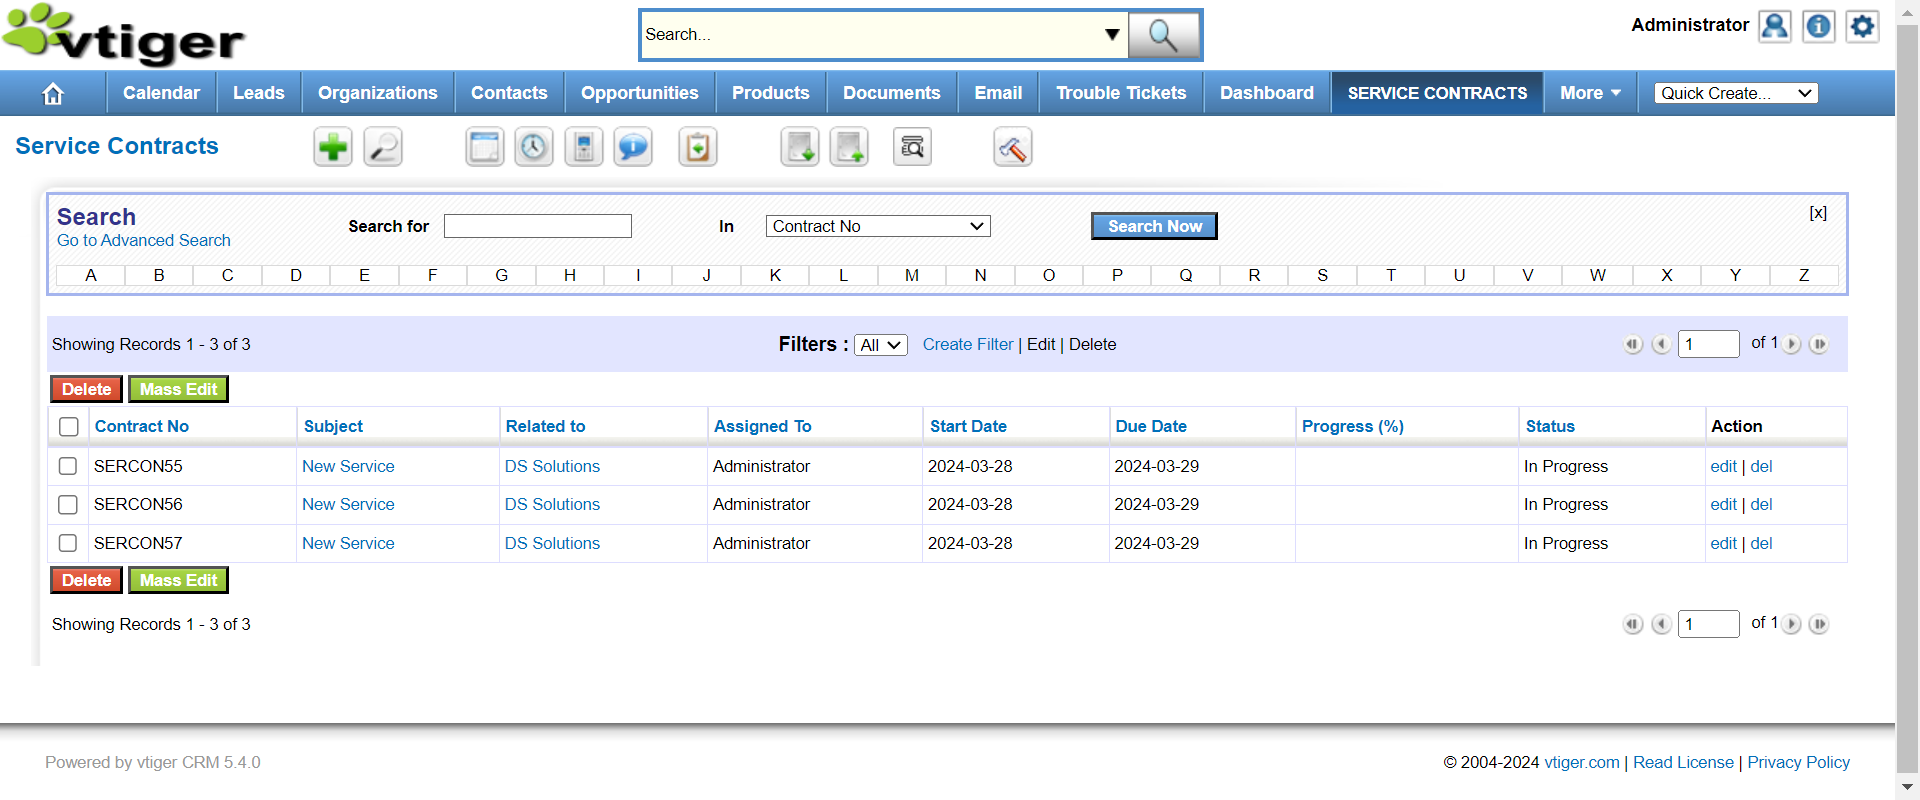 vtiger
Search...
Administrator
Calendar Leads Organizations Contacts Opportunities Products Documents Email Trouble Tickets Dashboard SERVICE CONTRACTS More Quick Create...
Service Contracts
Search
Go to Advanced Search
Search for In Contract No Search Now [x]
A B C D E F G H I J K L M N O P Q R S T U V W X Y Z
Showing Records 1 - 3 of 3 Filters : All Create Filter | Edit | Delete 1 of 1
Delete Mass Edit
Contract No Subject Related to Assigned To Start Date Due Date Progress (%) Status Action
SERCON55 New Service DS Solutions Administrator 2024-03-28 2024-03-29 In Progress edit | del
SERCON56 New Service DS Solutions Administrator 2024-03-28 2024-03-29 In Progress edit | del
SERCON57 New Service DS Solutions Administrator 2024-03-28 2024-03-29 In Progress edit | del
Delete Mass Edit
Showing Records 1 - 3 of 3 1 of 1
Powered by vtiger CRM 5.4.0 © 2004-2024 vtiger.com | Read License | Privacy Policy